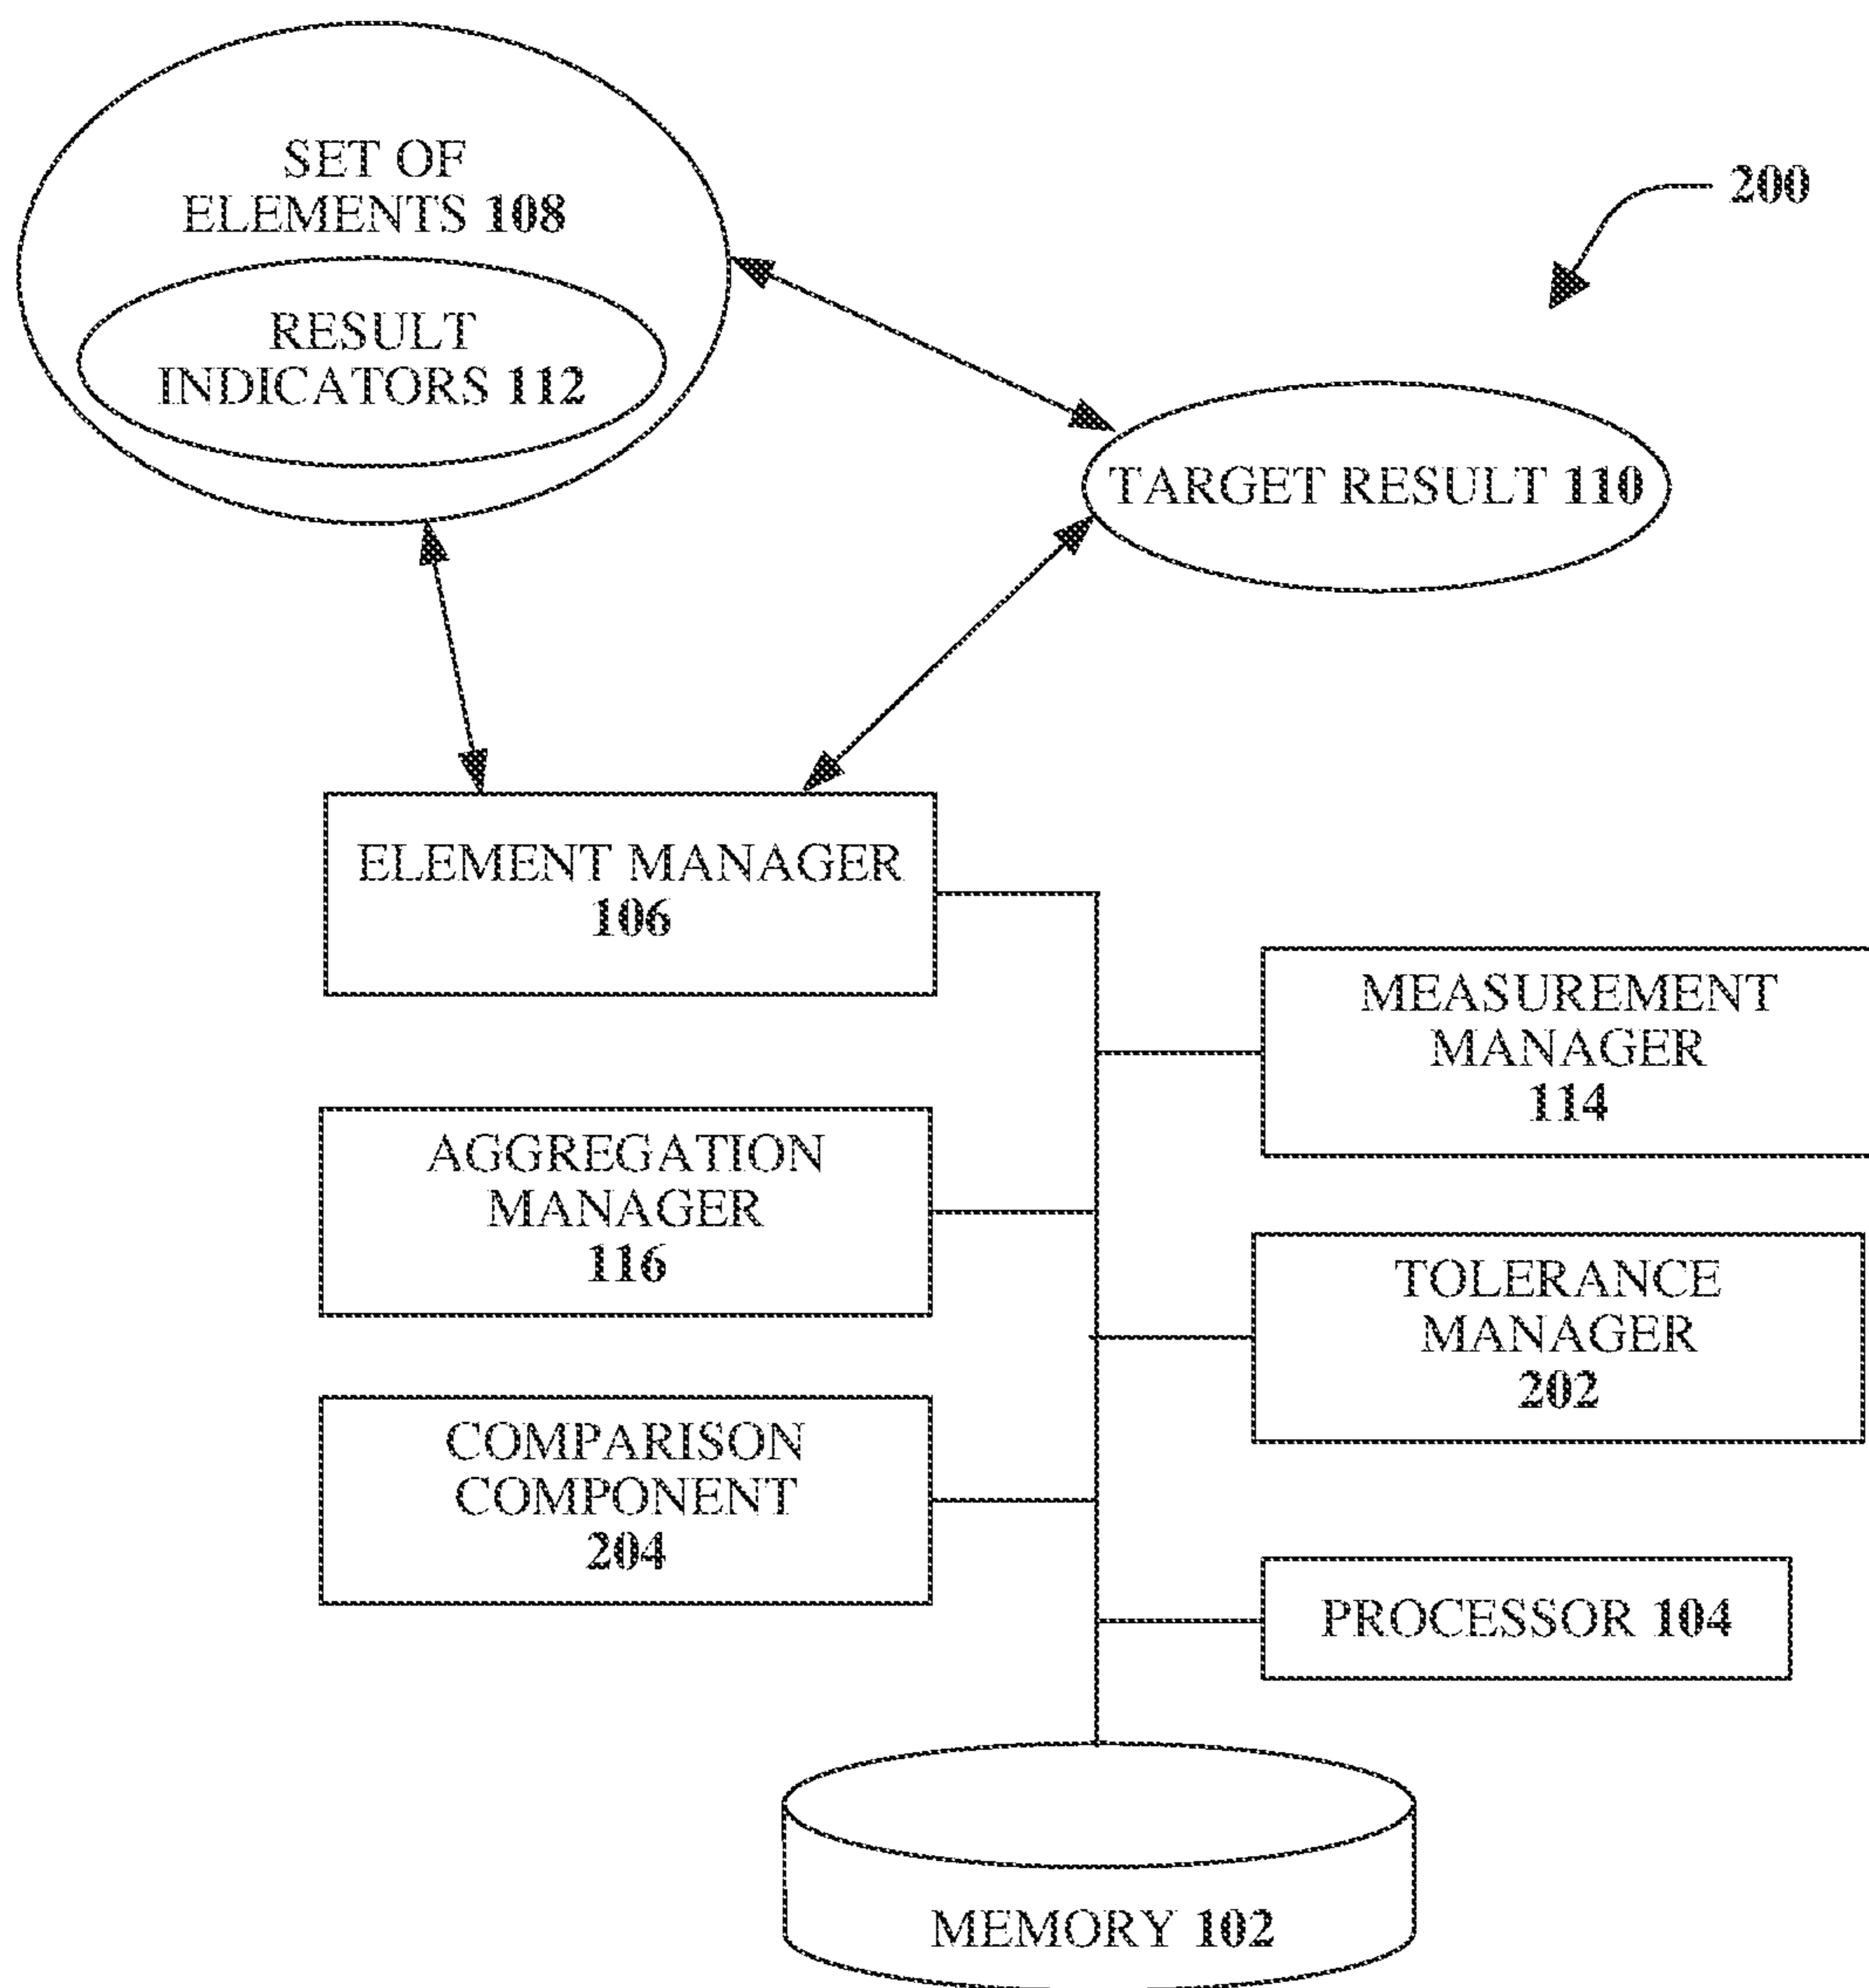 SET OF
ELEMENTS 108
RESULT
INDICATORS 112
200
TARGET RESULT 110
ELEMENT MANAGER
106
MEASUREMENT
MANAGER
114
AGGREGATION
MANAGER
116
TOLERANCE
MANAGER
202
COMPARISON
COMPONENT
204
PROCESSOR 104
MEMORY 102